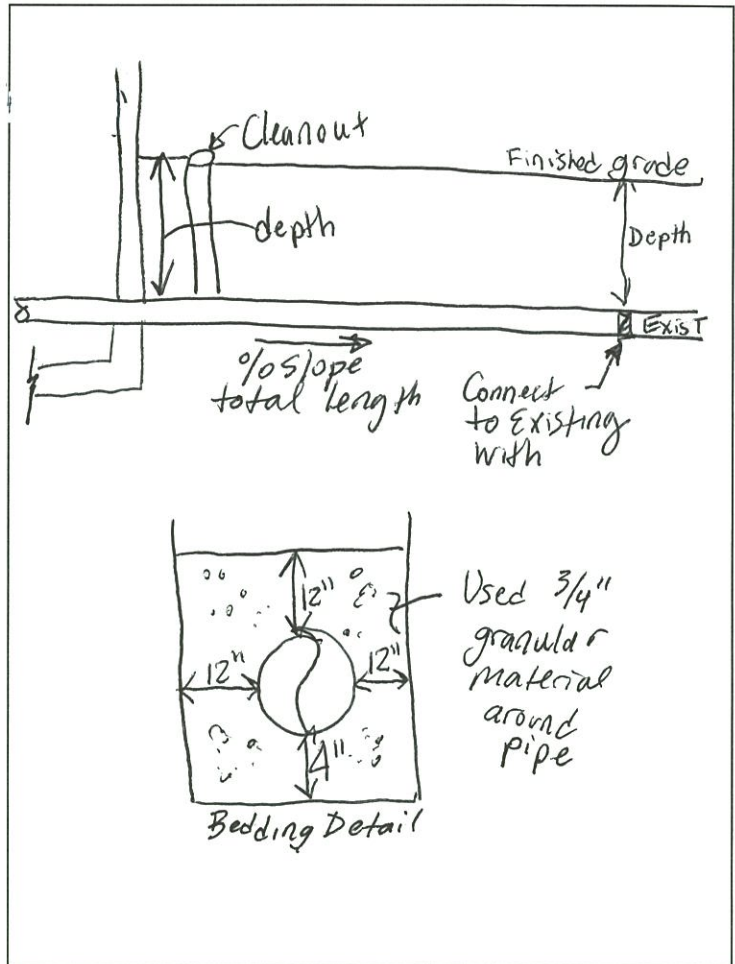 Cleanout
Finished grade
depth
Depth
EXIST
% slope
total length
Connect
to Existing
with
12"
12"
12"
4"
Used 3/4"
granular
material
around
pipe
Bedding Detail